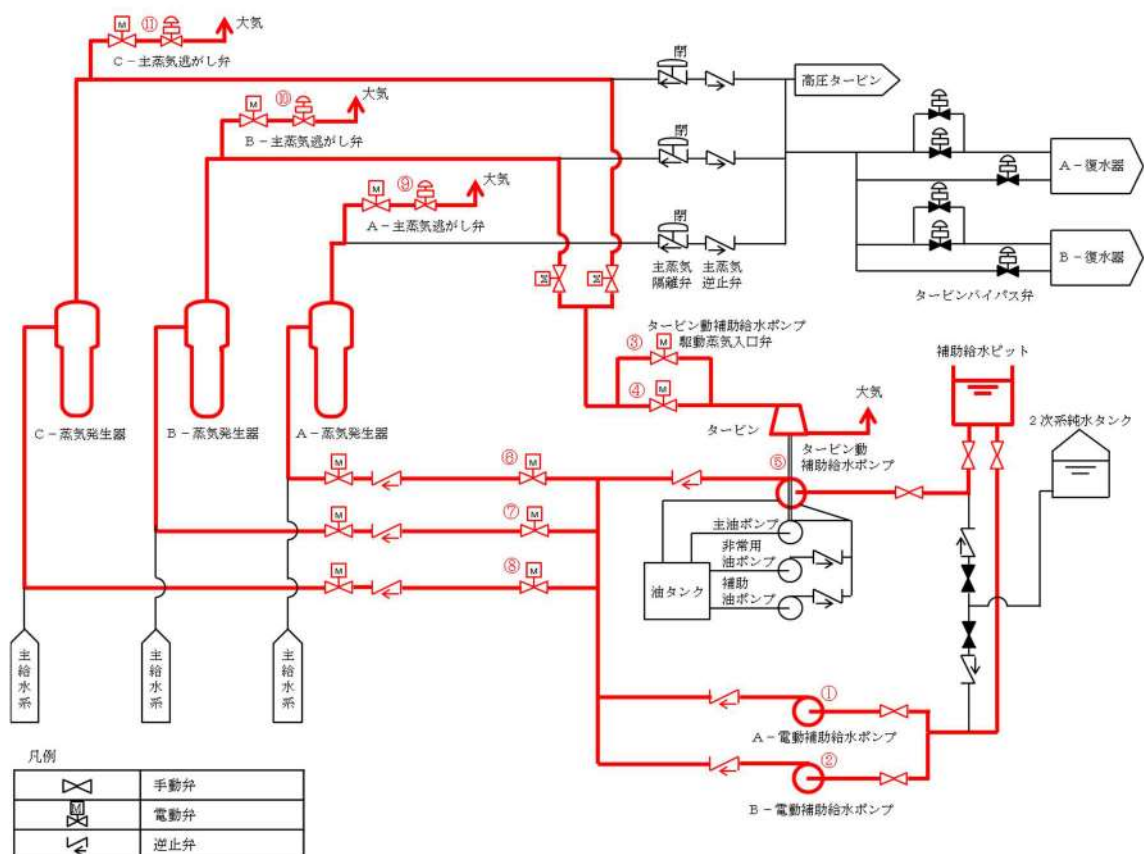 大気
M
⑪
C-主蒸気逃がし弁
閉
高圧タービン
大気
M
⑩
B-主蒸気逃がし弁
閉
A-復水器
大気
M
⑨
A-主蒸気逃がし弁
閉
主蒸気
隔離弁
主蒸気
逆止弁
B-復水器
タービンバイパス弁
M
M
タービン動補助給水ポンプ
駆動蒸気入口弁
③
M
④
M
補助給水ピット
大気
2次系純水タンク
C-蒸気発生器
B-蒸気発生器
A-蒸気発生器
タービン
⑤
タービン動
補助給水ポンプ
M
⑥
M
M
⑦
M
M
⑧
M
主油ポンプ
非常用
油ポンプ
補助
油ポンプ
油タンク
主給水系
主給水系
主給水系
①
A-電動補助給水ポンプ
②
B-電動補助給水ポンプ
凡例
手動弁
M
電動弁
逆止弁